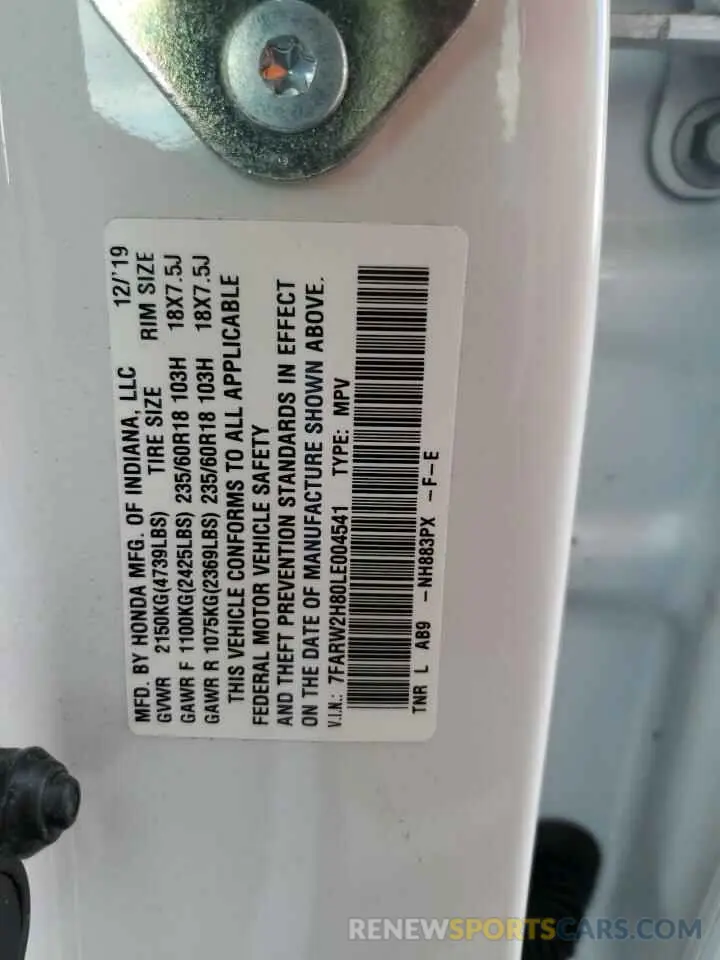 MFD. BY HONDA MFG. OF INDIANA, LLC 12/'19
GVWR 2150KG(4739LBS) TIRE SIZE RIM SIZE
GAWR F 1100KG(2425LBS) 235/60R18 103H 18X7.5J
GAWR R 1075KG(2369LBS) 235/60R18 103H 18X7.5J
THIS VEHICLE CONFORMS TO ALL APPLICABLE
FEDERAL MOTOR VEHICLE SAFETY
AND THEFT PREVENTION STANDARDS IN EFFECT
ON THE DATE OF MANUFACTURE SHOWN ABOVE.
V.I.N.: 7FARW2H80LE004541 TYPE: MPV
TNR L AB9 -NH883PX -F-E
RENEWSPORTSCARS.COM